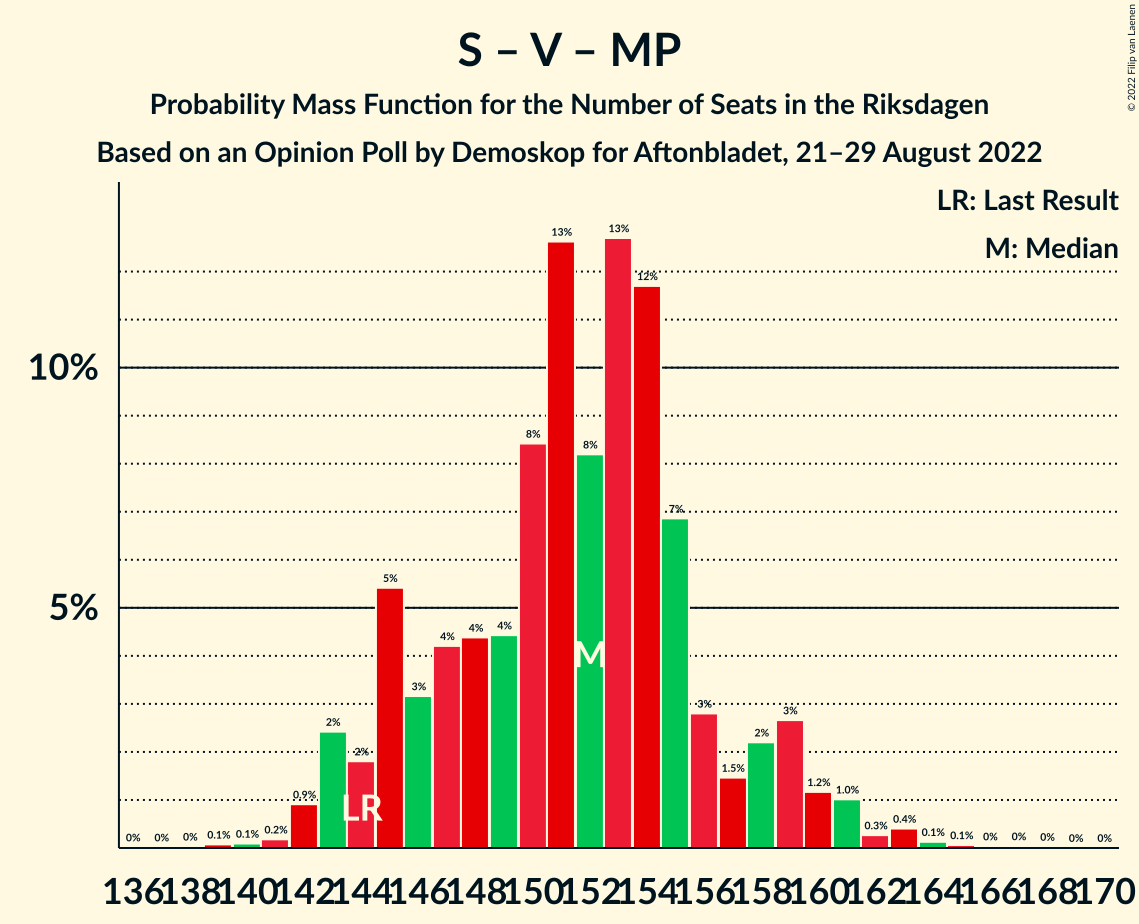 S – V – MP
Probability Mass Function for the Number of Seats in the Riksdagen
Based on an Opinion Poll by Demoskop for Aftonbladet, 21–29 August 2022
© 2022 Filip van Laenen
LR: Last Result
M: Median
10%
5%
0% 0% 0% 0.1% 0.1% 0.2% 0.9% 2% 2% 5% 3% 4% 4% 4% 8% 13% 8% 13% 12% 7% 3% 1.5% 2% 3% 1.2% 1.0% 0.3% 0.4% 0.1% 0.1% 0% 0% 0% 0% 0%
LR
M
136 138 140 142 144 146 148 150 152 154 156 158 160 162 164 166 168 170